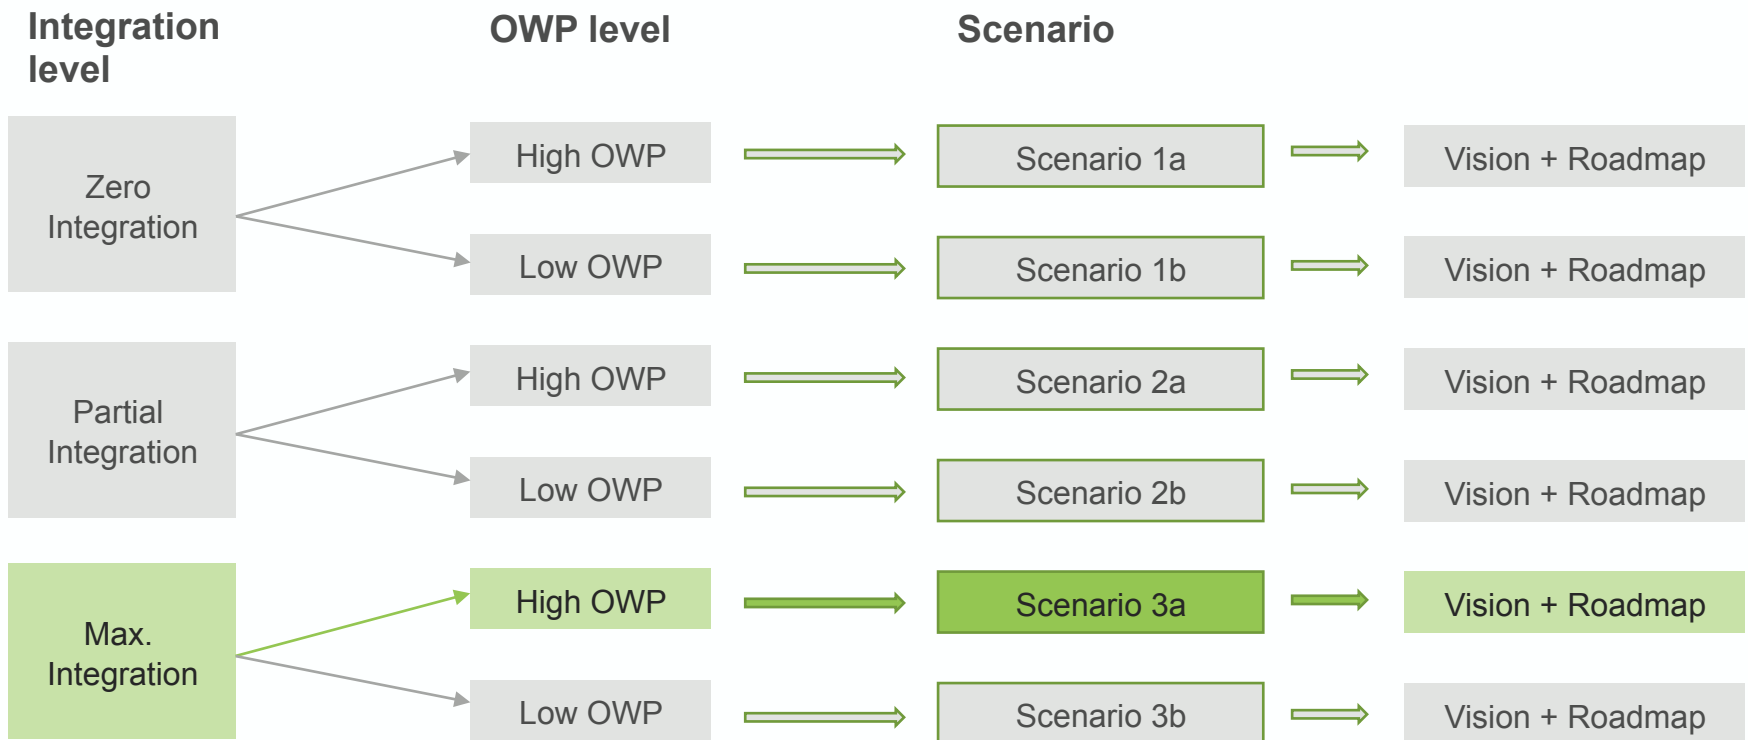 Integration
level
OWP level
Scenario
Zero
Integration
High OWP
Scenario 1a
Vision + Roadmap
Low OWP
Scenario 1b
Vision + Roadmap
Partial
Integration
High OWP
Scenario 2a
Vision + Roadmap
Low OWP
Scenario 2b
Vision + Roadmap
Max.
Integration
High OWP
Scenario 3a
Vision + Roadmap
Low OWP
Scenario 3b
Vision + Roadmap